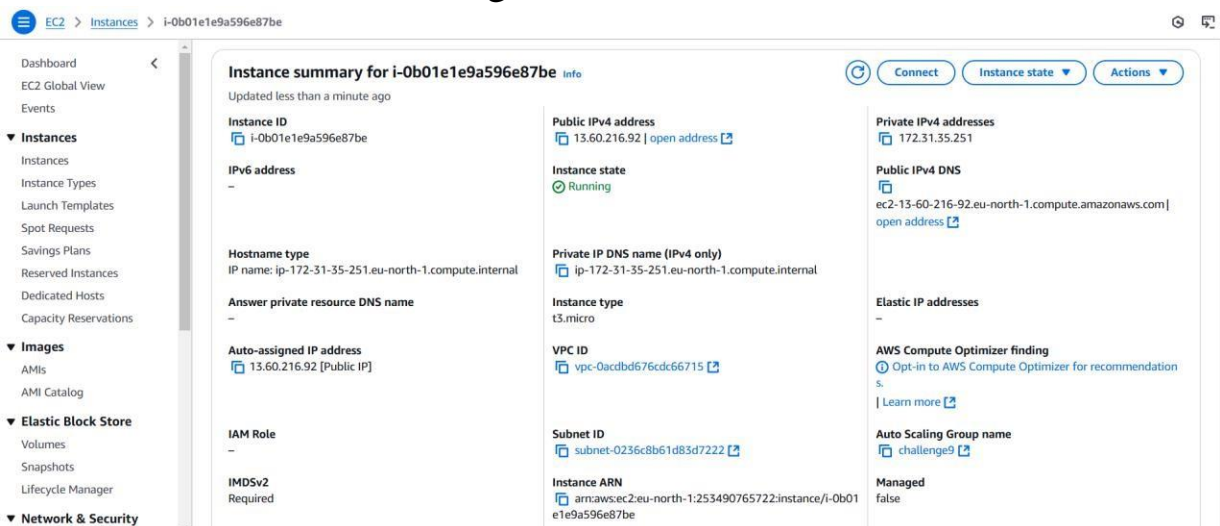 EC2 > Instances > i-0b01e1e9a596e87be
Dashboard
EC2 Global View
Events
Instances
Instances
Instance Types
Launch Templates
Spot Requests
Savings Plans
Reserved Instances
Dedicated Hosts
Capacity Reservations
Images
AMIs
AMI Catalog
Elastic Block Store
Volumes
Snapshots
Lifecycle Manager
Network & Security
Instance summary for i-0b01e1e9a596e87be Info
Connect
Instance state
Actions
Updated less than a minute ago
Instance ID
i-0b01e1e9a596e87be
Public IPv4 address
13.60.216.92 | open address
Private IPv4 addresses
172.31.35.251
IPv6 address
–
Instance state
Running
Public IPv4 DNS
ec2-13-60-216-92.eu-north-1.compute.amazonaws.com |
open address
Hostname type
IP name: ip-172-31-35-251.eu-north-1.compute.internal
Private IP DNS name (IPv4 only)
ip-172-31-35-251.eu-north-1.compute.internal
Answer private resource DNS name
–
Instance type
t3.micro
Elastic IP addresses
–
Auto-assigned IP address
13.60.216.92 [Public IP]
VPC ID
vpc-0acdbd676cdc66715
AWS Compute Optimizer finding
Opt-in to AWS Compute Optimizer for recommendation
s.
| Learn more
IAM Role
–
Subnet ID
subnet-0236c8b61d83d7222
Auto Scaling Group name
challenge9
IMDSv2
Required
Instance ARN
arn:aws:ec2:eu-north-1:253490765722:instance/i-0b01
e1e9a596e87be
Managed
false